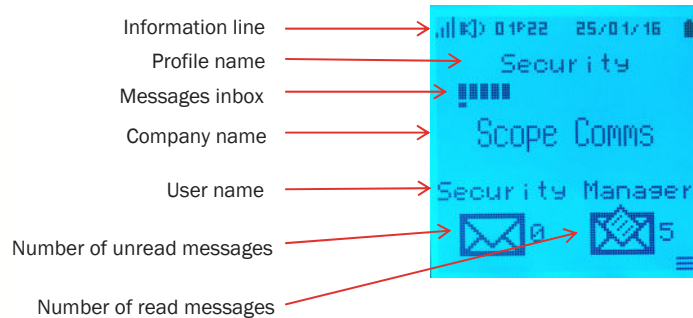 Information line
01P22 25/01/16
Profile name
Security
Messages inbox
Company name
Scope Comms
User name
Security Manager
Number of unread messages
0
5
Number of read messages